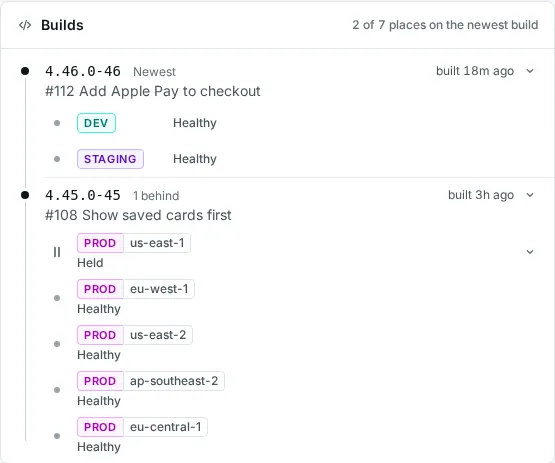 Builds 2 of 7 places on the newest build
4.46.0-46 Newest built 18m ago
#112 Add Apple Pay to checkout
DEV Healthy
STAGING Healthy
4.45.0-45 1 behind built 3h ago
#108 Show saved cards first
PROD us-east-1
Held
PROD eu-west-1
Healthy
PROD us-east-2
Healthy
PROD ap-southeast-2
Healthy
PROD eu-central-1
Healthy